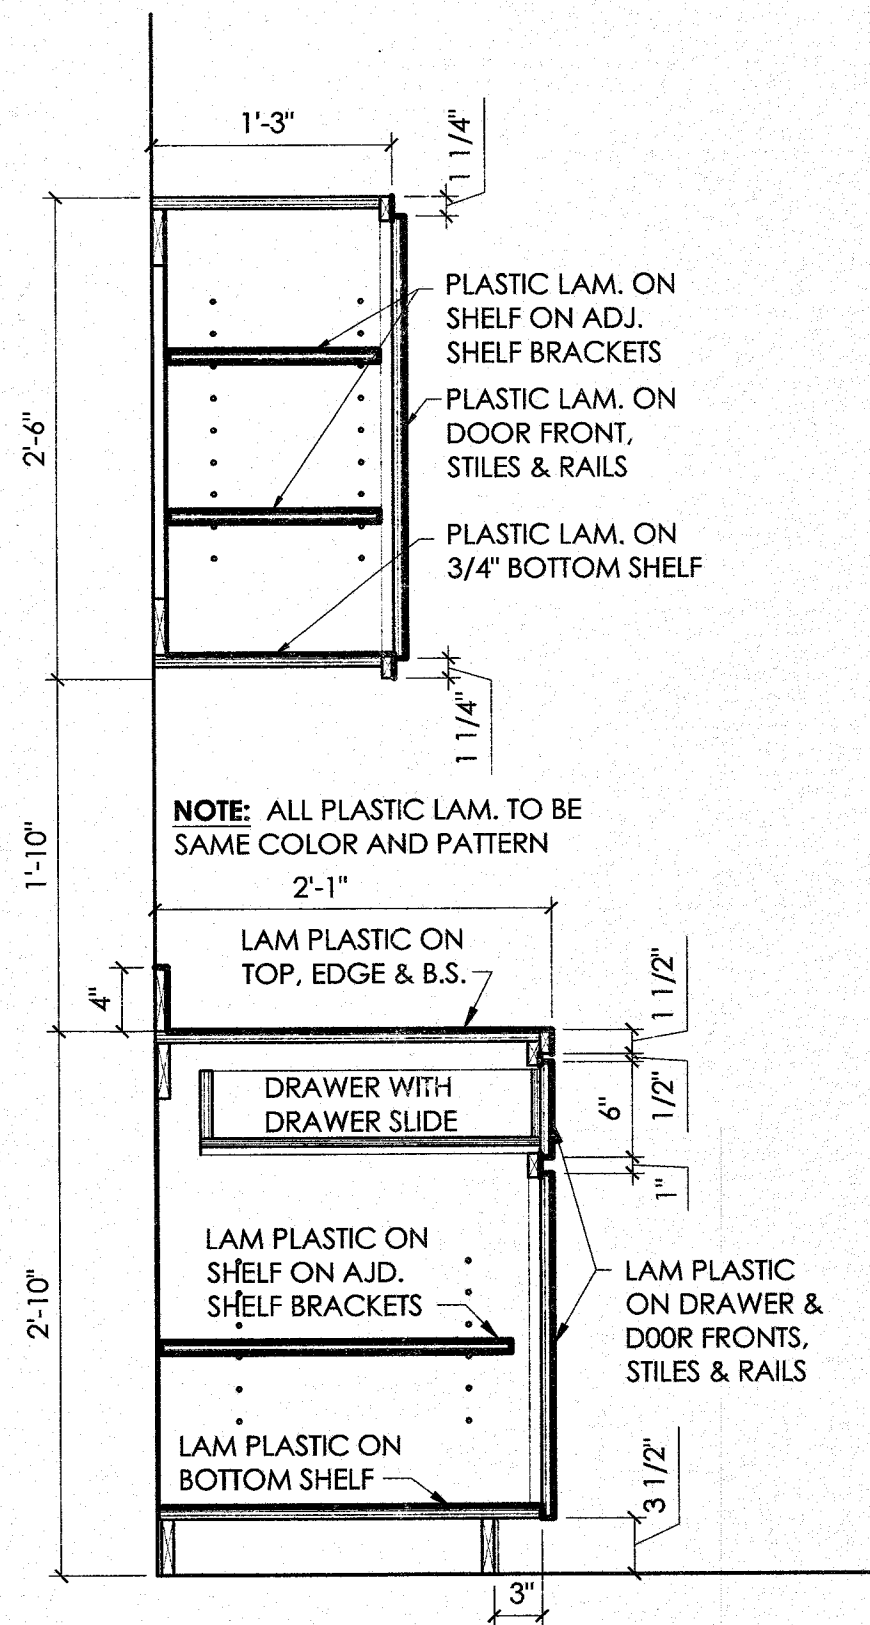 1'-3"
1 1/4"
PLASTIC LAM. ON
SHELF ON ADJ.
SHELF BRACKETS
PLASTIC LAM. ON
DOOR FRONT,
STILES & RAILS
2'-6"
PLASTIC LAM. ON
3/4" BOTTOM SHELF
1 1/4"
NOTE: ALL PLASTIC LAM. TO BE
SAME COLOR AND PATTERN
1'-10"
2'-1"
LAM PLASTIC ON
TOP, EDGE & B.S.
4"
1 1/2"
DRAWER WITH
DRAWER SLIDE
6"
1/2"
1"
LAM PLASTIC ON
SHELF ON AJD.
SHELF BRACKETS
2'-10"
LAM PLASTIC
ON DRAWER &
DOOR FRONTS,
STILES & RAILS
LAM PLASTIC ON
BOTTOM SHELF
3 1/2"
3"